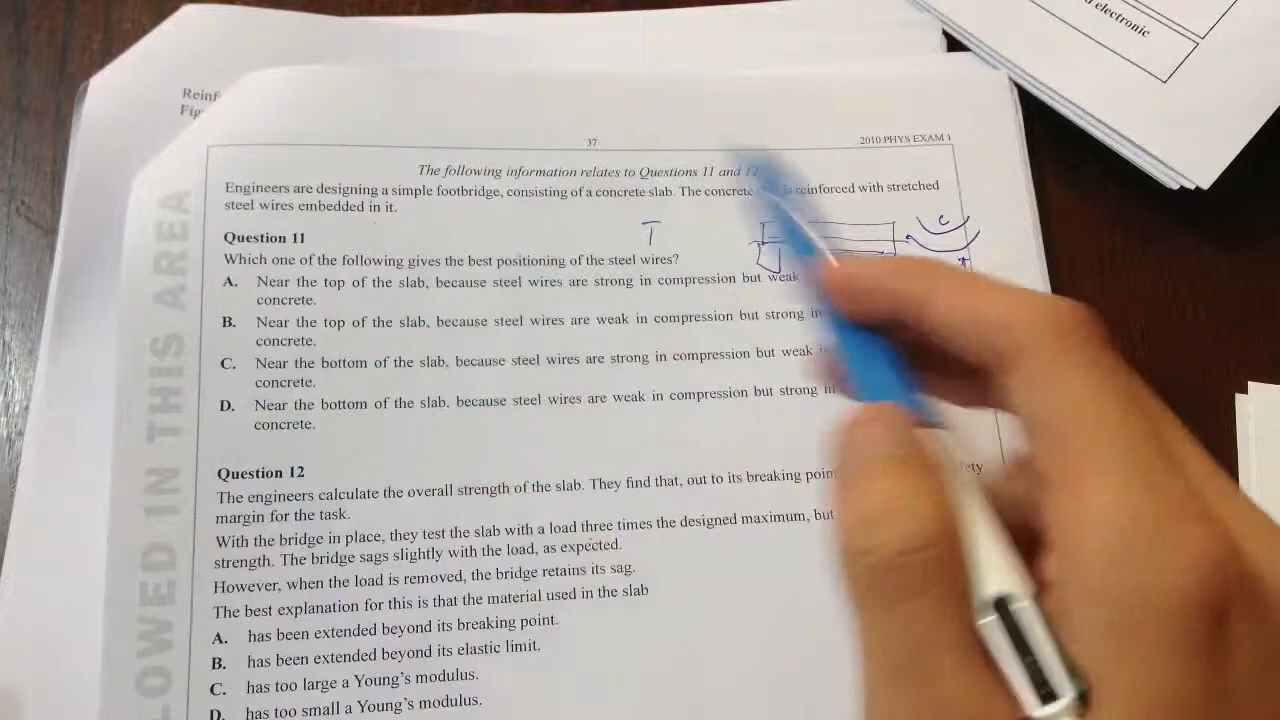 d electronic
Reinf
Fig
37
2010 PHYS EXAM 1
The following information relates to Questions 11 and 12
Engineers are designing a simple footbridge, consisting of a concrete slab. The concrete is reinforced with stretched
steel wires embedded in it.
T
C
Question 11
Which one of the following gives the best positioning of the steel wires?
A. Near the top of the slab, because steel wires are strong in compression but weak
concrete.
B. Near the top of the slab, because steel wires are weak in compression but strong in
concrete.
C. Near the bottom of the slab, because steel wires are strong in compression but weak
concrete.
D. Near the bottom of the slab, because steel wires are weak in compression but strong in
concrete.
Question 12
The engineers calculate the overall strength of the slab. They find that, out to its breaking poin ety
margin for the task.
With the bridge in place, they test the slab with a load three times the designed maximum, but
strength. The bridge sags slightly with the load, as expected.
However, when the load is removed, the bridge retains its sag.
The best explanation for this is that the material used in the slab
A. has been extended beyond its breaking point.
B. has been extended beyond its elastic limit.
C. has too large a Young's modulus.
D. has too small a Young's modulus.
LOWED IN THIS AREA